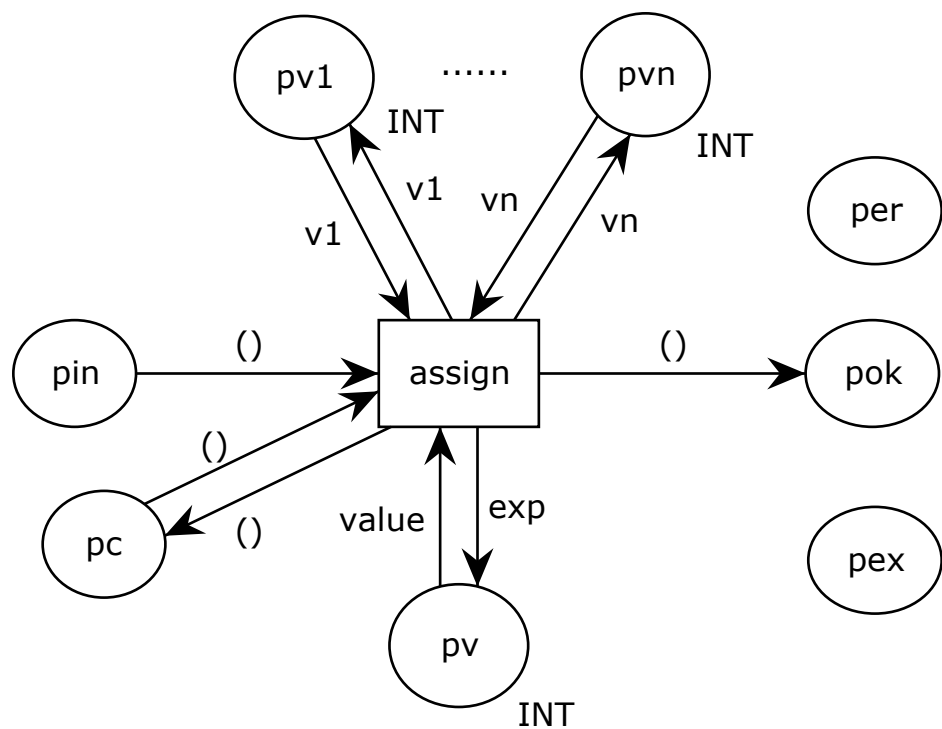 pv1
......
pvn
INT
INT
v1
v1
vn
vn
per
pin
()
assign
()
pok
()
()
pc
value
exp
pex
pv
INT